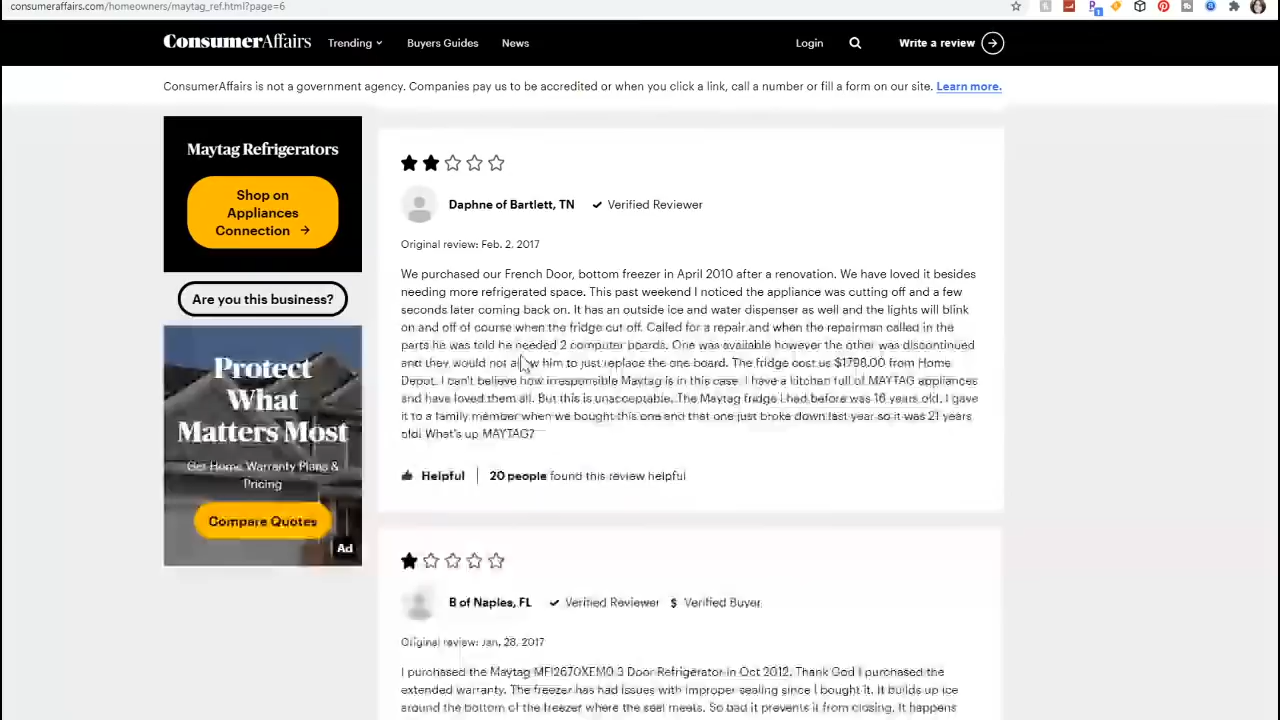 consumeraffairs.com/homeowners/maytag_ref.html?page=6
ConsumerAffairs Trending Buyers Guides News Login Write a review
ConsumerAffairs is not a government agency. Companies pay us to be accredited or when you click a link, call a number or fill a form on our site. Learn more.
Maytag Refrigerators
Shop on
Appliances
Connection
Are you this business?
Protect
What
Matters Most
Get Home Warranty Plans &
Pricing
Compare Quotes
Ad
Daphne of Bartlett, TN Verified Reviewer
Original review: Feb. 2, 2017
We purchased our French Door, bottom freezer in April 2010 after a renovation. We have loved it besides
needing more refrigerated space. This past weekend I noticed the appliance was cutting off and a few
seconds later coming back on. It has an outside ice and water dispenser as well and the lights will blink
on and off of course when the fridge cut off. Called for a repair and when the repairman called in the
parts he was told he needed 2 computer boards. One was available however the other was discontinued
and they would not allow him to just replace the one board. The fridge cost us $1798.00 from Home
Depot. I can't believe how irresponsible Maytag is in this case. I have a kitchen full of MAYTAG appliances
and have loved them all. But this is unacceptable. The Maytag fridge I had before was 16 years old. I gave
it to a family member when we bought this one and that one just broke down last year so it was 21 years
old! What's up MAYTAG?
Helpful 20 people found this review helpful
B of Naples, FL Verified Reviewer $ Verified Buyer
Original review: Jan. 28, 2017
I purchased the Maytag MFI2670XEM0 3 Door Refrigerator in Oct 2012. Thank God I purchased the
extended warranty. The freezer has had issues with improper sealing since I bought it. It builds up ice
around the bottom of the freezer where the seal meets. So bad it prevents it from closing. It happens